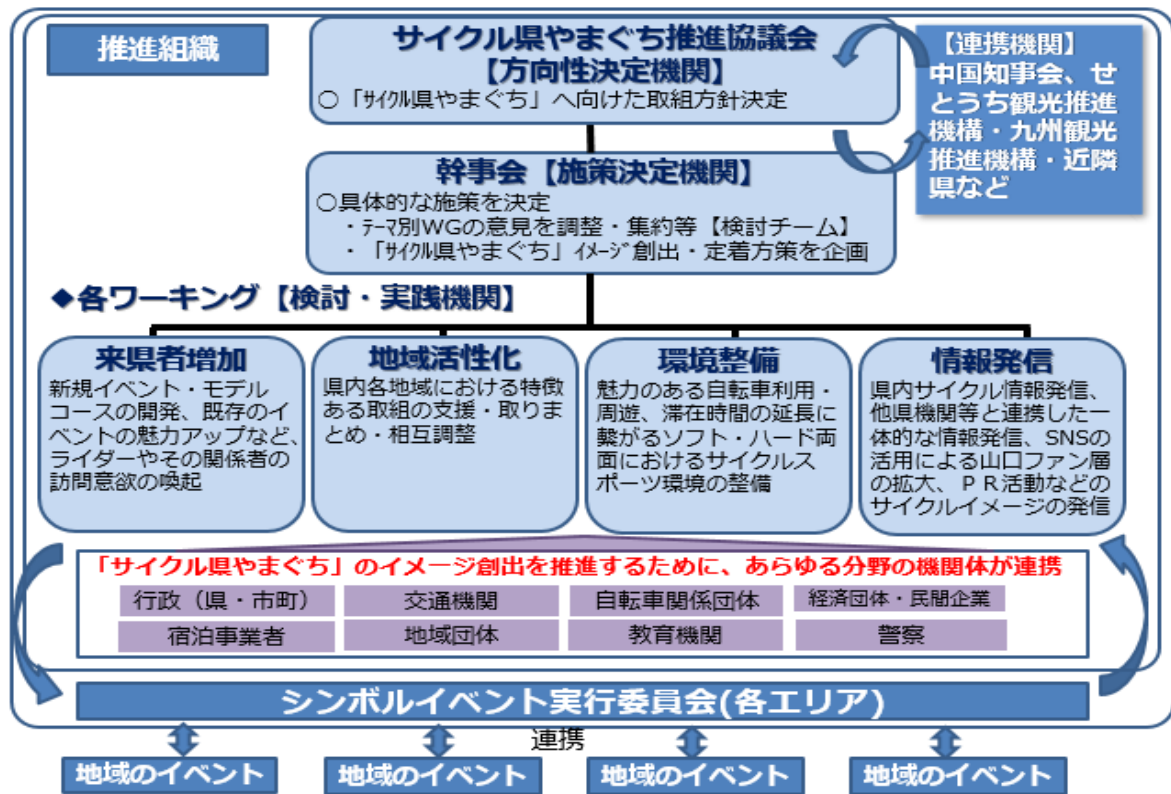 推進組織
サイクル県やまぐち推進協議会
【方向性決定機関】
○「ｻｲｸﾙ県やまぐち」へ向けた取組方針決定
【連携機関】
中国知事会、せ
とうち観光推進
機構・九州観光
推進機構・近隣
県など
幹事会【施策決定機関】
○具体的な施策を決定
・ﾃｰﾏ別WGの意見を調整・集約等【検討チーム】
・「ｻｲｸﾙ県やまぐち」ｲﾒｰｼﾞ創出・定着方策を企画
◆各ワーキング【検討・実践機関】
来県者増加
新規イベント・モデル
コースの開発、既存のイ
ベントの魅力アップなど、
ライダーやその関係者の
訪問意欲の喚起
地域活性化
県内各地域における特徴
ある取組の支援・取りま
とめ・相互調整
環境整備
魅力のある自転車利用・
周遊、滞在時間の延長に
繋がるソフト・ハード両
面におけるサイクルス
ポーツ環境の整備
情報発信
県内サイクル情報発信、
他県機関等と連携した一
体的な情報発信、SNSの
活用による山口ファン層
の拡大、ＰＲ活動などの
サイクルイメージの発信
「サイクル県やまぐち」のイメージ創出を推進するために、あらゆる分野の機関体が連携
行政（県・市町）
交通機関
自転車関係団体
経済団体・民間企業
宿泊事業者
地域団体
教育機関
警察
シンボルイベント実行委員会(各エリア)
連携
地域のイベント
地域のイベント
地域のイベント
地域のイベント